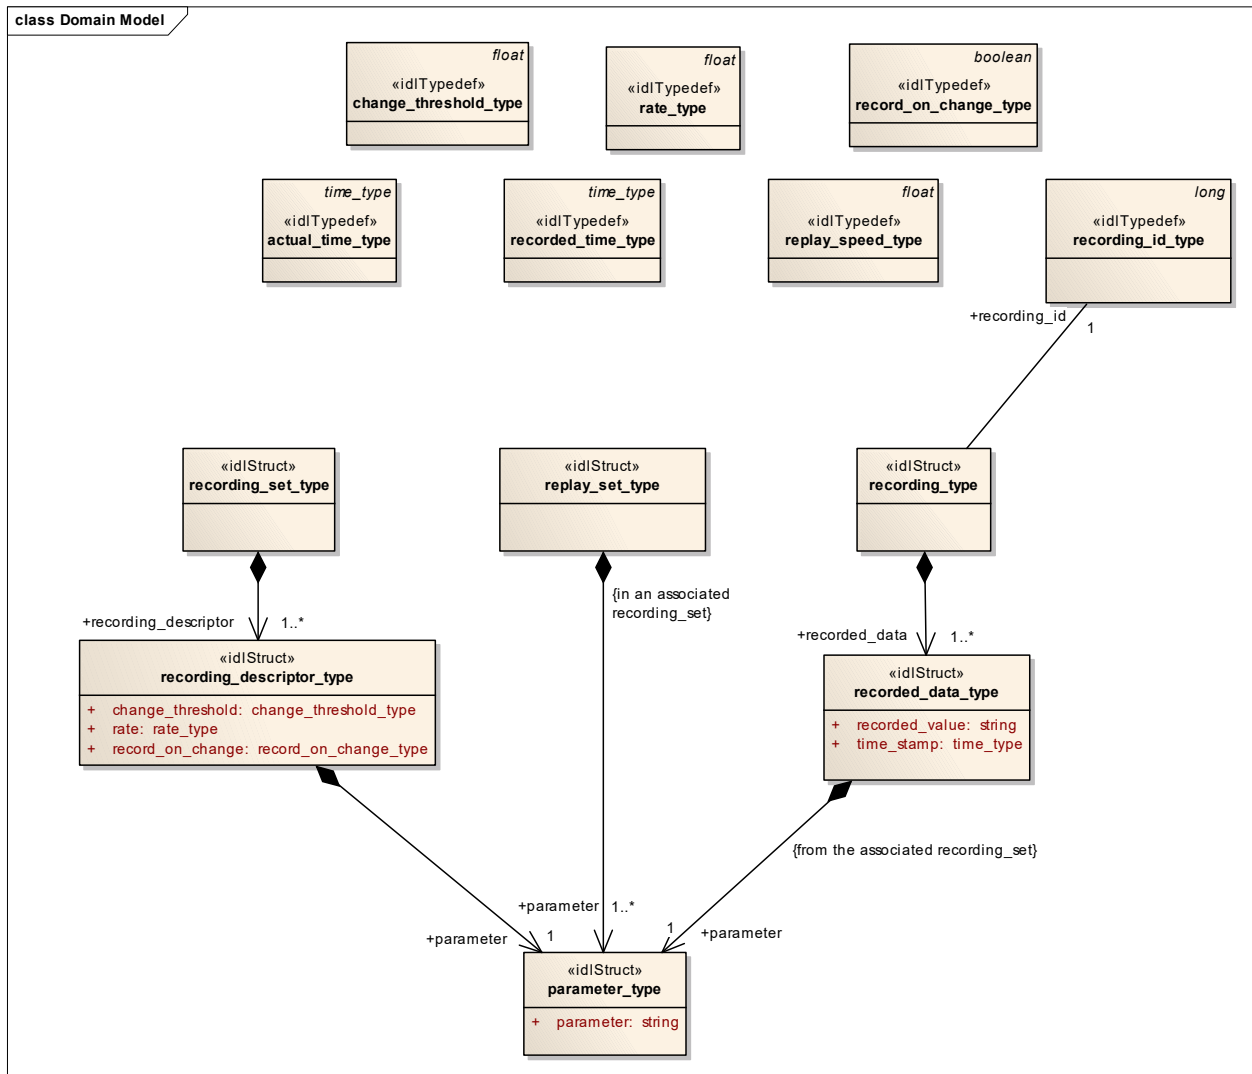 class Domain Model
float
«idlTypedef»
change_threshold_type
float
«idlTypedef»
rate_type
boolean
«idlTypedef»
record_on_change_type
time_type
«idlTypedef»
actual_time_type
time_type
«idlTypedef»
recorded_time_type
float
«idlTypedef»
replay_speed_type
long
«idlTypedef»
recording_id_type
+recording_id
1
«idlStruct»
recording_set_type
«idlStruct»
replay_set_type
«idlStruct»
recording_type
{in an associated
recording_set}
+recording_descriptor
1..*
+recorded_data
1..*
«idlStruct»
recording_descriptor_type
+ change_threshold: change_threshold_type
+ rate: rate_type
+ record_on_change: record_on_change_type
«idlStruct»
recorded_data_type
+ recorded_value: string
+ time_stamp: time_type
{from the associated recording_set}
+parameter
1..*
+parameter
1
1
+parameter
«idlStruct»
parameter_type
+ parameter: string